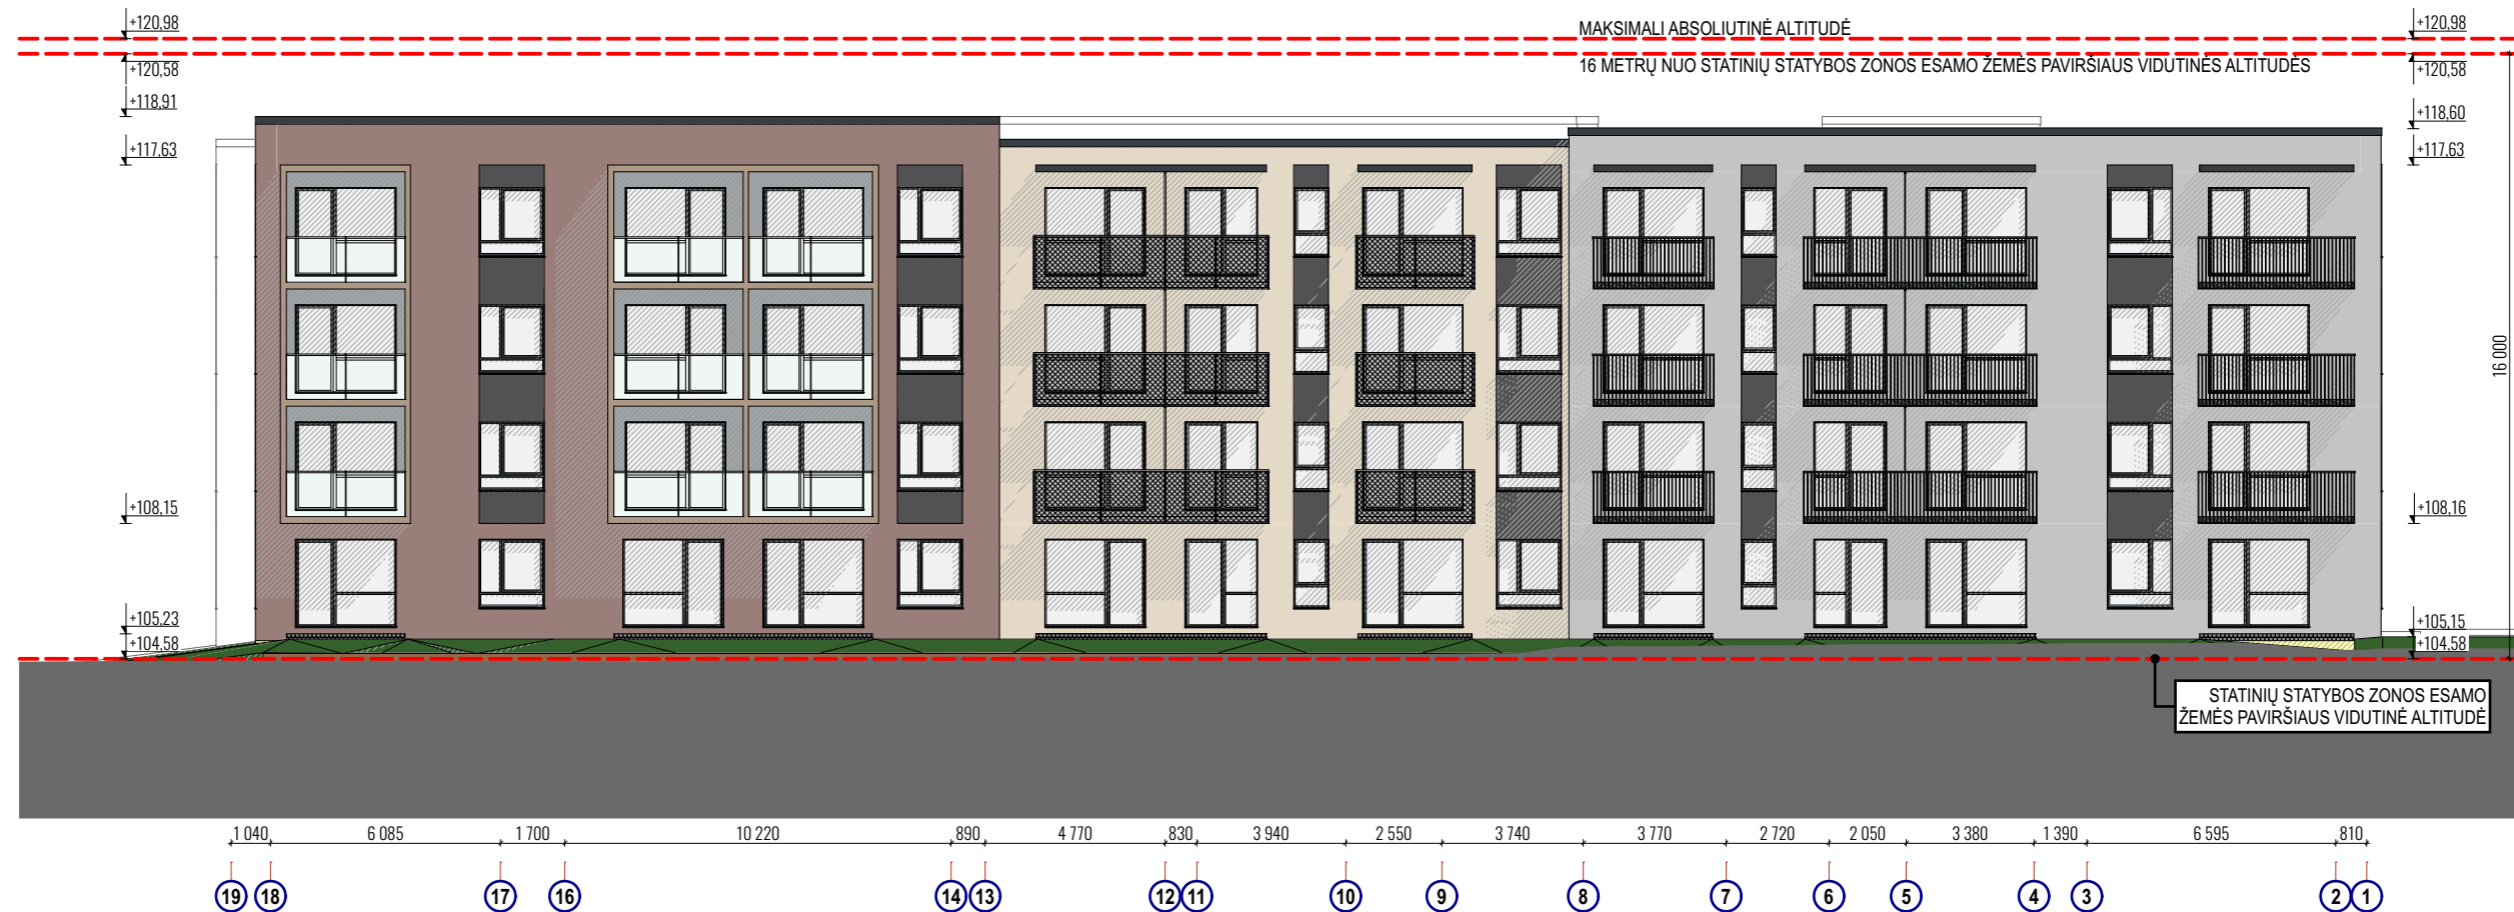 +120,98
MAKSIMALI ABSOLIUTINĖ ALTITUDĖ
+120,98
+120,58
16 METRŲ NUO STATINIŲ STATYBOS ZONOS ESAMO ŽEMĖS PAVIRŠIAUS VIDUTINĖS ALTITUDĖS
+120,58
+118,91
+118,60
+117,63
+117,63
16 000
+108,15
+108,16
+105,23
+105,15
+104,58
+104,58
STATINIŲ STATYBOS ZONOS ESAMO
ŽEMĖS PAVIRŠIAUS VIDUTINĖ ALTITUDĖ
1 040 6 085 1 700 10 220 890 4 770 830 3 940 2 550 3 740 3 770 2 720 2 050 3 380 1 390 6 595 810
19 18 17 16 14 13 12 11 10 9 8 7 6 5 4 3 2 1